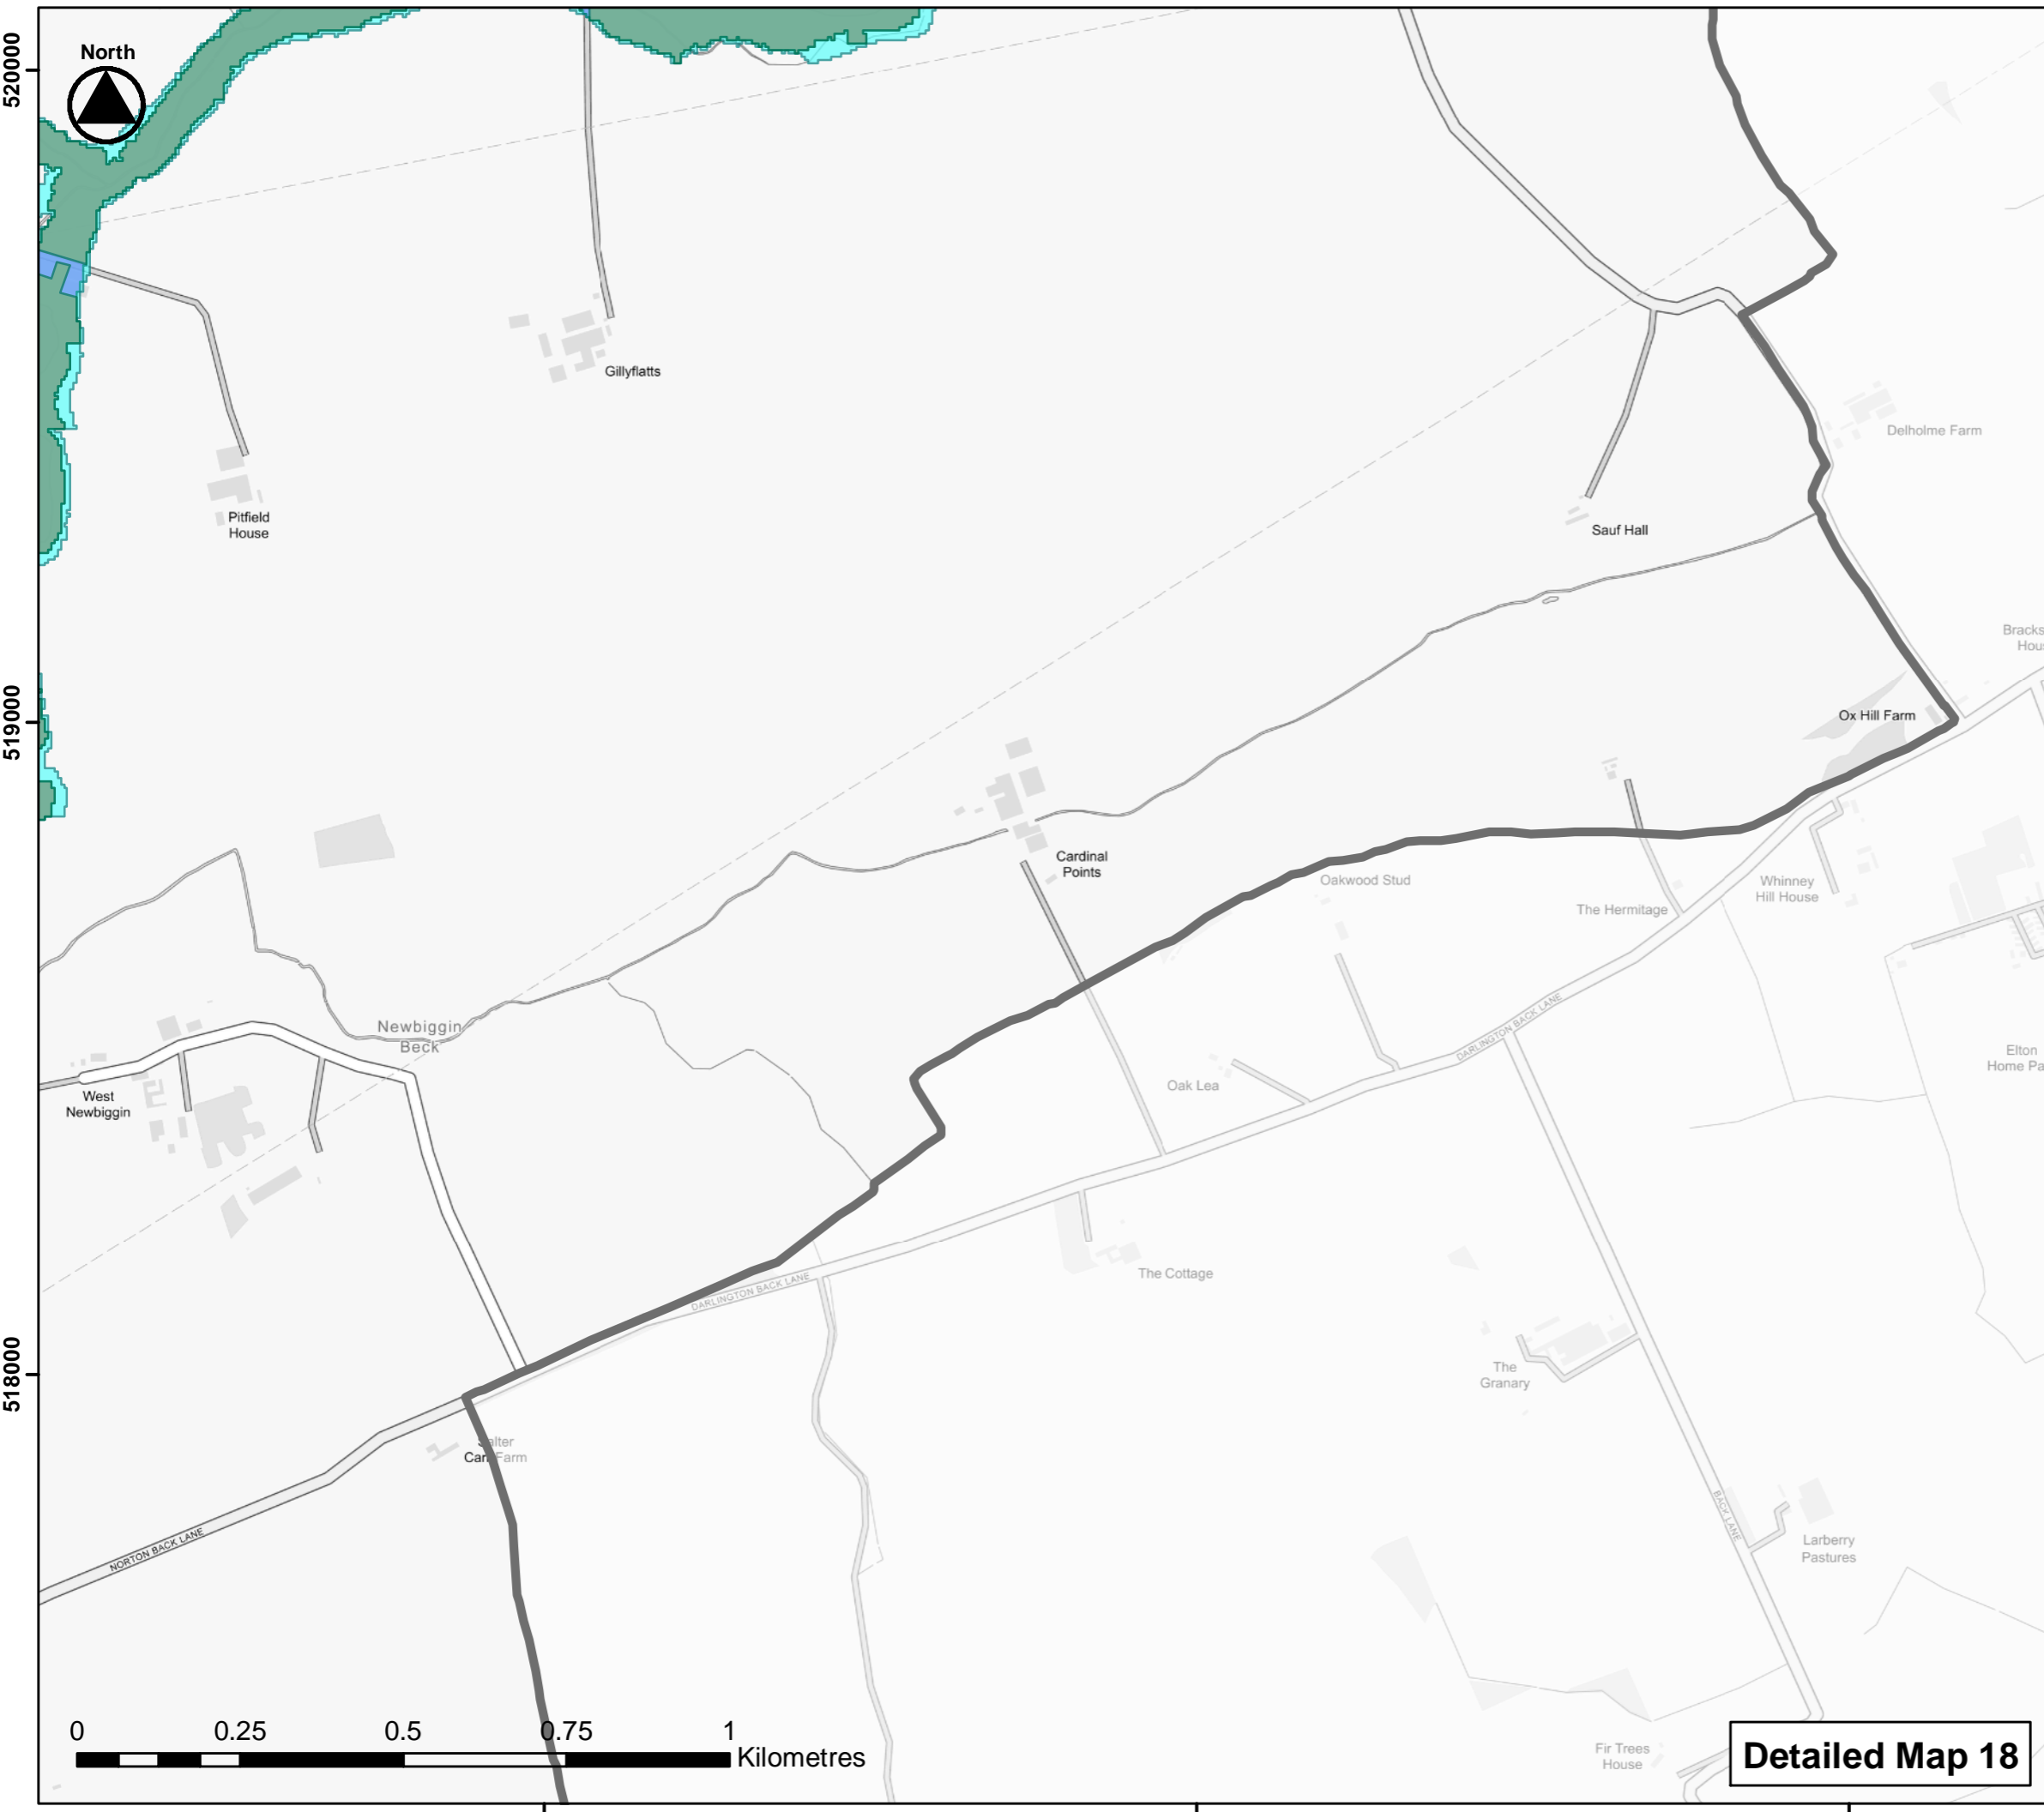 North
520000
519000
518000
Gillyflatts
Pitfield
House
Delholme Farm
Sauf Hall
Ox Hill Farm
Cardinal
Points
Oakwood Stud
Whinney
Hill House
The Hermitage
Newbiggin
Beck
DARLINGTON BACK LANE
Elton
Oak Lea
West
Newbiggin
The Cottage
DARLINGTON BACK LANE
The
Granary
Salter
Carr Farm
NORTON BACK LANE
BACK LANE
Larberry
Pastures
Fir Trees
House
0 0.25 0.5 0.75 1
Kilometres
Detailed Map 18